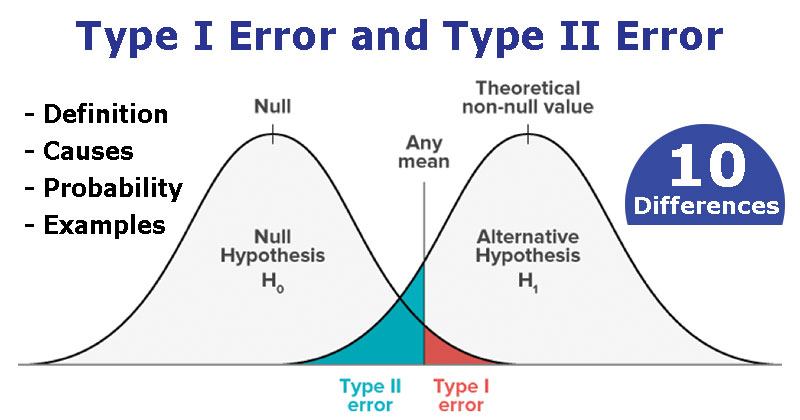 Type I Error and Type II Error
- Definition
- Causes
- Probability
- Examples
Null
Theoretical
non-null value
Any
mean
10
Differences
Null
Hypothesis
H0
Alternative
Hypothesis
H1
Type II
error
Type I
error